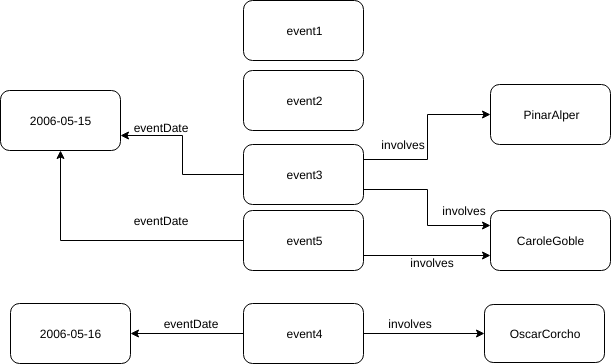 event1
event2
2006-05-15
PinarAlper
eventDate
involves
event3
involves
eventDate
event5
CaroleGoble
involves
2006-05-16
eventDate
event4
involves
OscarCorcho